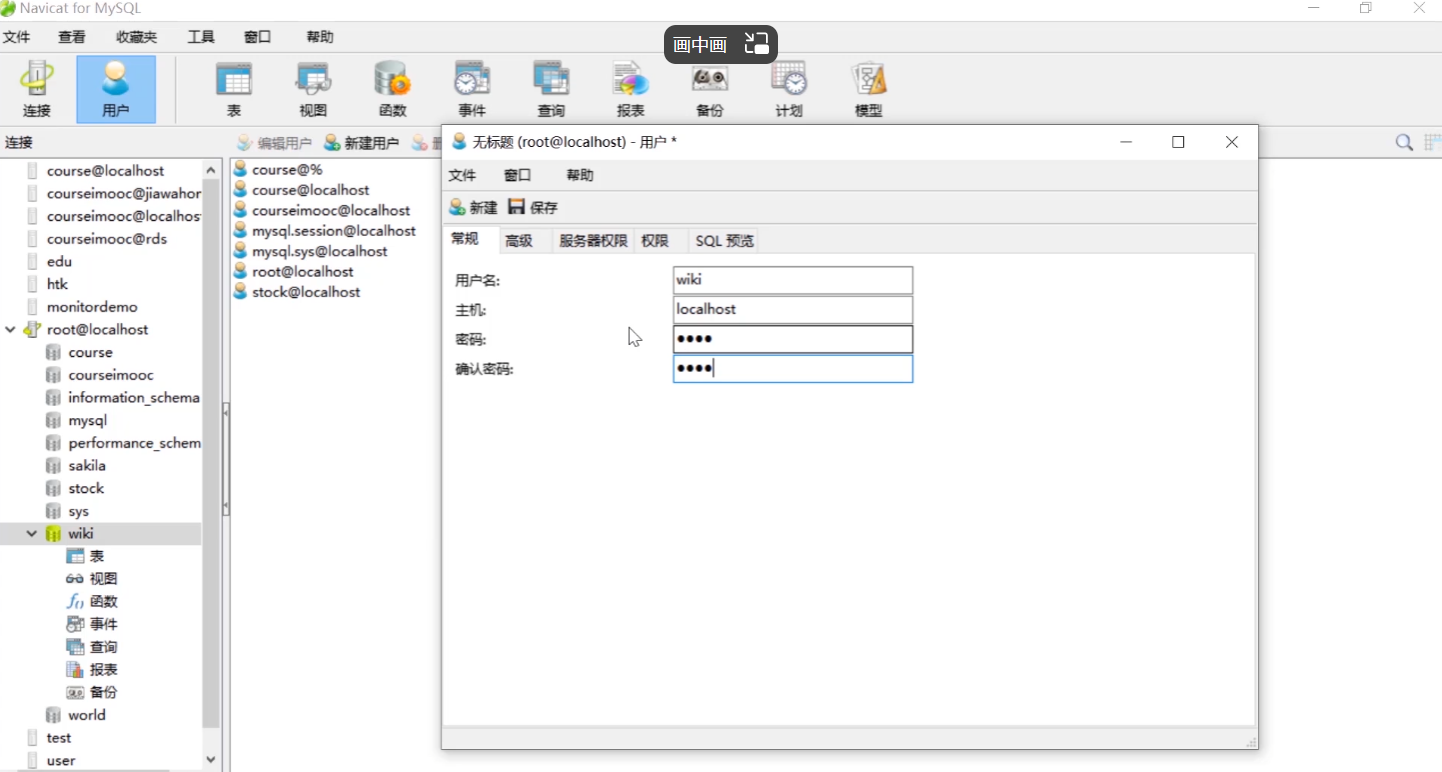 Navicat for MySQL
文件 查看 收藏夹 工具 窗口 帮助
画中画
连接 用户 表 视图 函数 事件 查询 报表 备份 计划 模型
连接
编辑用户 新建用户
course@localhost
courseimooc@jiawahor
courseimooc@localhos
courseimooc@rds
edu
htk
monitordemo
root@localhost
course
courseimooc
information_schema
mysql
performance_schem
sakila
stock
sys
wiki
表
视图
函数
事件
查询
报表
备份
world
test
user
course@%
course@localhost
courseimooc@localhost
mysql.session@localhost
mysql.sys@localhost
root@localhost
stock@localhost
无标题 (root@localhost) - 用户 *
文件 窗口 帮助
新建 保存
常规 高级 服务器权限 权限 SQL 预览
用户名: wiki
主机: localhost
密码: ●●●●
确认密码: ●●●●